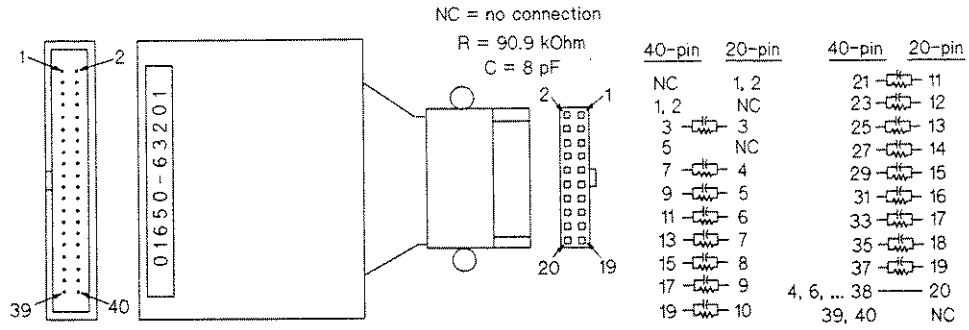 NC = no connection
R = 90.9 kOhm
C = 8 pF
1
2
39
40
01650-63201
2
1
20
19
40-pin 20-pin
NC 1, 2
1, 2 NC
3 3
5 NC
7 4
9 5
11 6
13 7
15 8
17 9
19 10
40-pin 20-pin
21 11
23 12
25 13
27 14
29 15
31 16
33 17
35 18
37 19
4, 6, ... 38 20
39, 40 NC